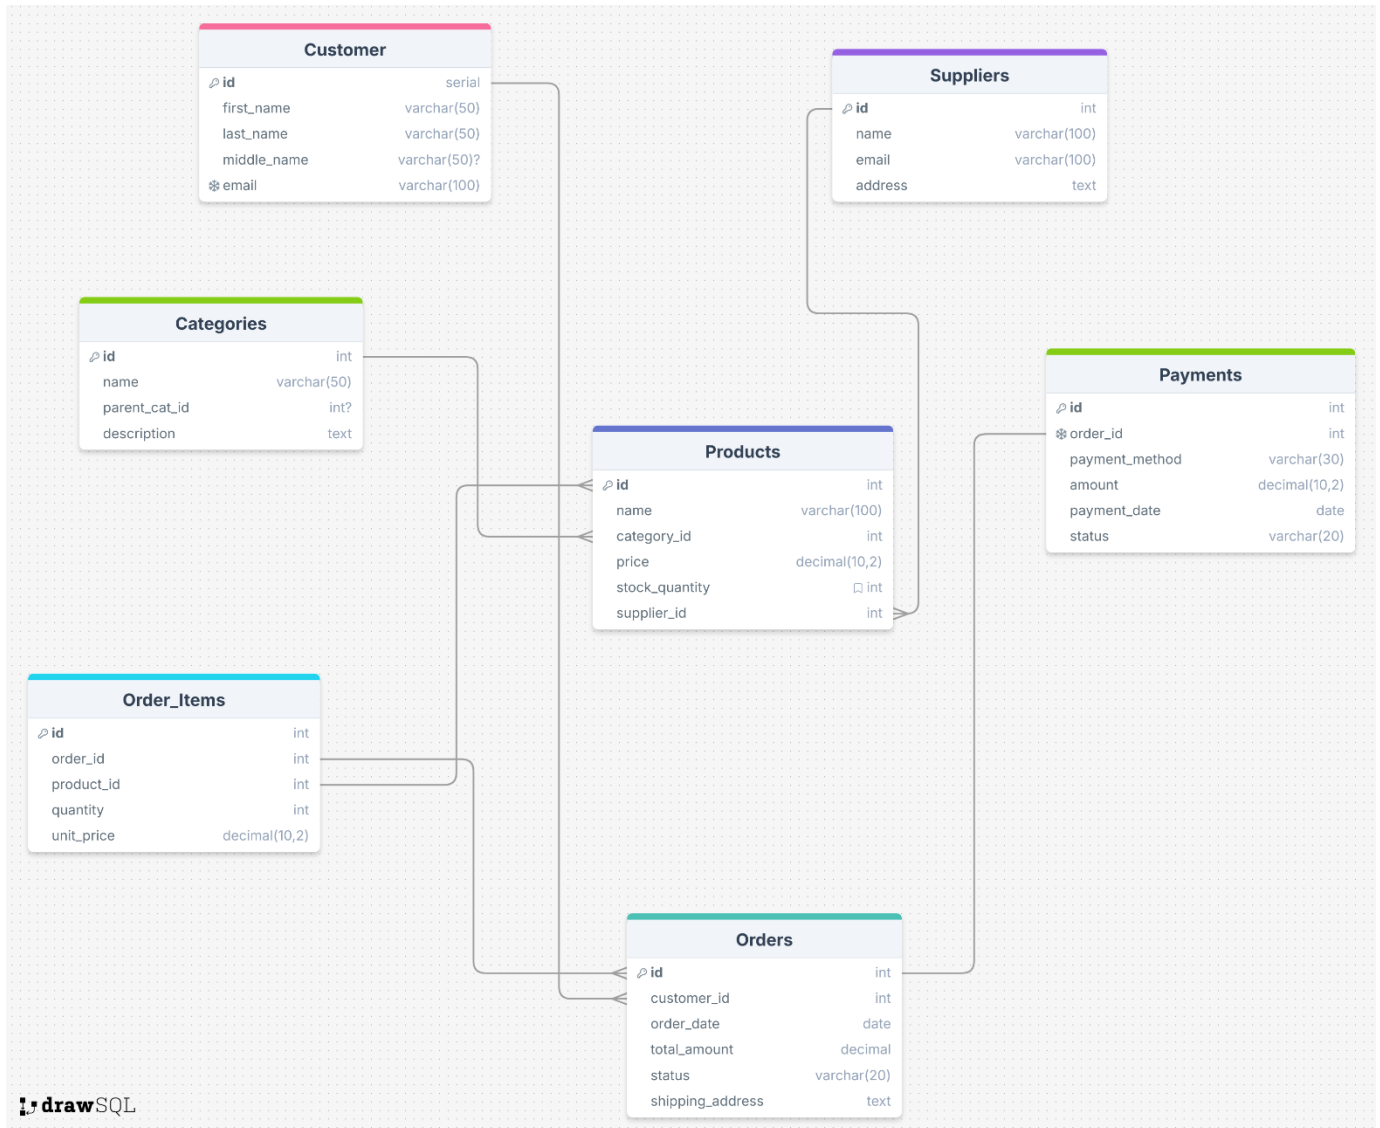 Customer
id serial
first_name varchar(50)
last_name varchar(50)
middle_name varchar(50)?
email varchar(100)
Suppliers
id int
name varchar(100)
email varchar(100)
address text
Categories
id int
name varchar(50)
parent_cat_id int?
description text
Payments
id int
order_id int
payment_method varchar(30)
amount decimal(10,2)
payment_date date
status varchar(20)
Products
id int
name varchar(100)
category_id int
price decimal(10,2)
stock_quantity int
supplier_id int
Order_Items
id int
order_id int
product_id int
quantity int
unit_price decimal(10,2)
Orders
id int
customer_id int
order_date date
total_amount decimal
status varchar(20)
shipping_address text
drawSQL